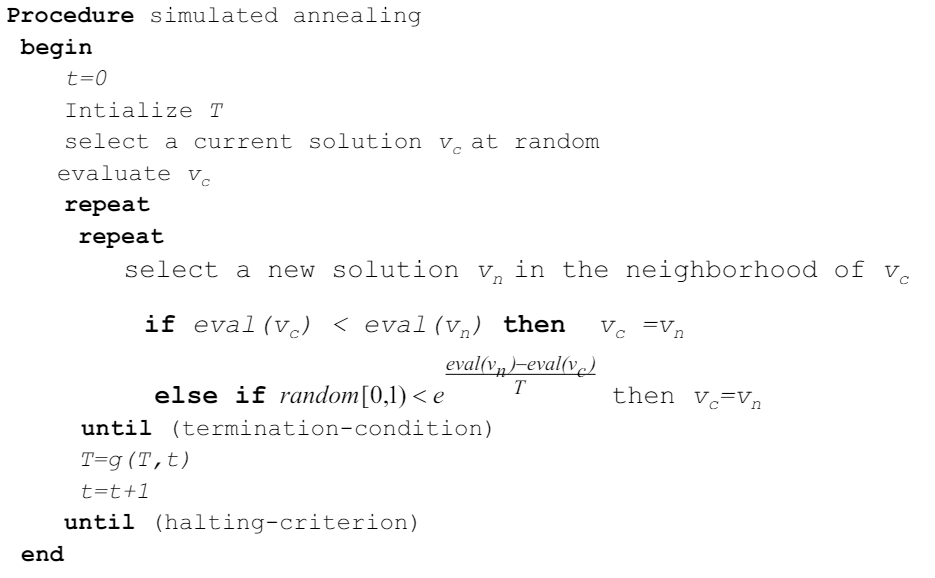 Procedure simulated annealing
begin
t=0
Intialize T
select a current solution v_c at random
evaluate v_c
repeat
repeat
select a new solution v_n in the neighborhood of v_c
if eval(v_c) < eval(v_n) then v_c =v_n
else if random[0,1) < e^{\frac{eval(v_n)–eval(v_c)}{T}} then v_c=v_n
until (termination-condition)
T=g(T,t)
t=t+1
until (halting-criterion)
end